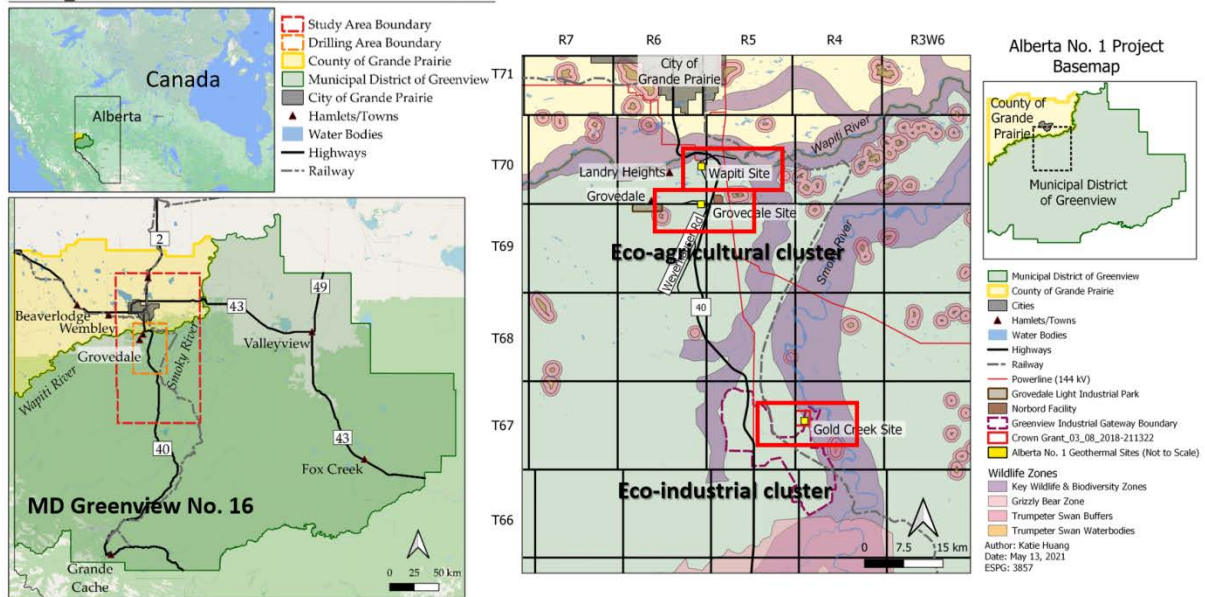 Canada
Alberta
Study Area Boundary
Drilling Area Boundary
County of Grande Prairie
Municipal District of Greenview
City of Grande Prairie
Hamlets/Towns
Water Bodies
Highways
Railway
2
43
49
Beaverlodge
Wembley
Grovedale
Valleyview
Smoky River
Wapiti River
40
43
Fox Creek
MD Greenview No. 16
Grande
Cache
0 25 50 km
R7 R6 R5 R4 R3W6
T71
T70
T69
T68
T67
T66
City of
Grande Prairie
Wapiti River
Landry Heights
Wapiti Site
Grovedale
Grovedale Site
Eco-agricultural cluster
Weyerhaeuser Rd
Smoky River
40
Gold Creek Site
Eco-industrial cluster
0 7.5 15 km
Alberta No. 1 Project
Basemap
County of
Grande
Prairie
Municipal District
of Greenview
Municipal District of Greenview
County of Grande Prairie
Cities
Hamlets/Towns
Water Bodies
Highways
Railway
Powerline (144 kV)
Grovedale Light Industrial Park
Norbord Facility
Greenview Industrial Gateway Boundary
Crown Grant_03_08_2018-211322
Alberta No. 1 Geothermal Sites (Not to Scale)
Wildlife Zones
Key Wildlife & Biodiversity Zones
Grizzly Bear Zone
Trumpeter Swan Buffers
Trumpeter Swan Waterbodies
Author: Katie Huang
Date: May 13, 2021
ESPG: 3857